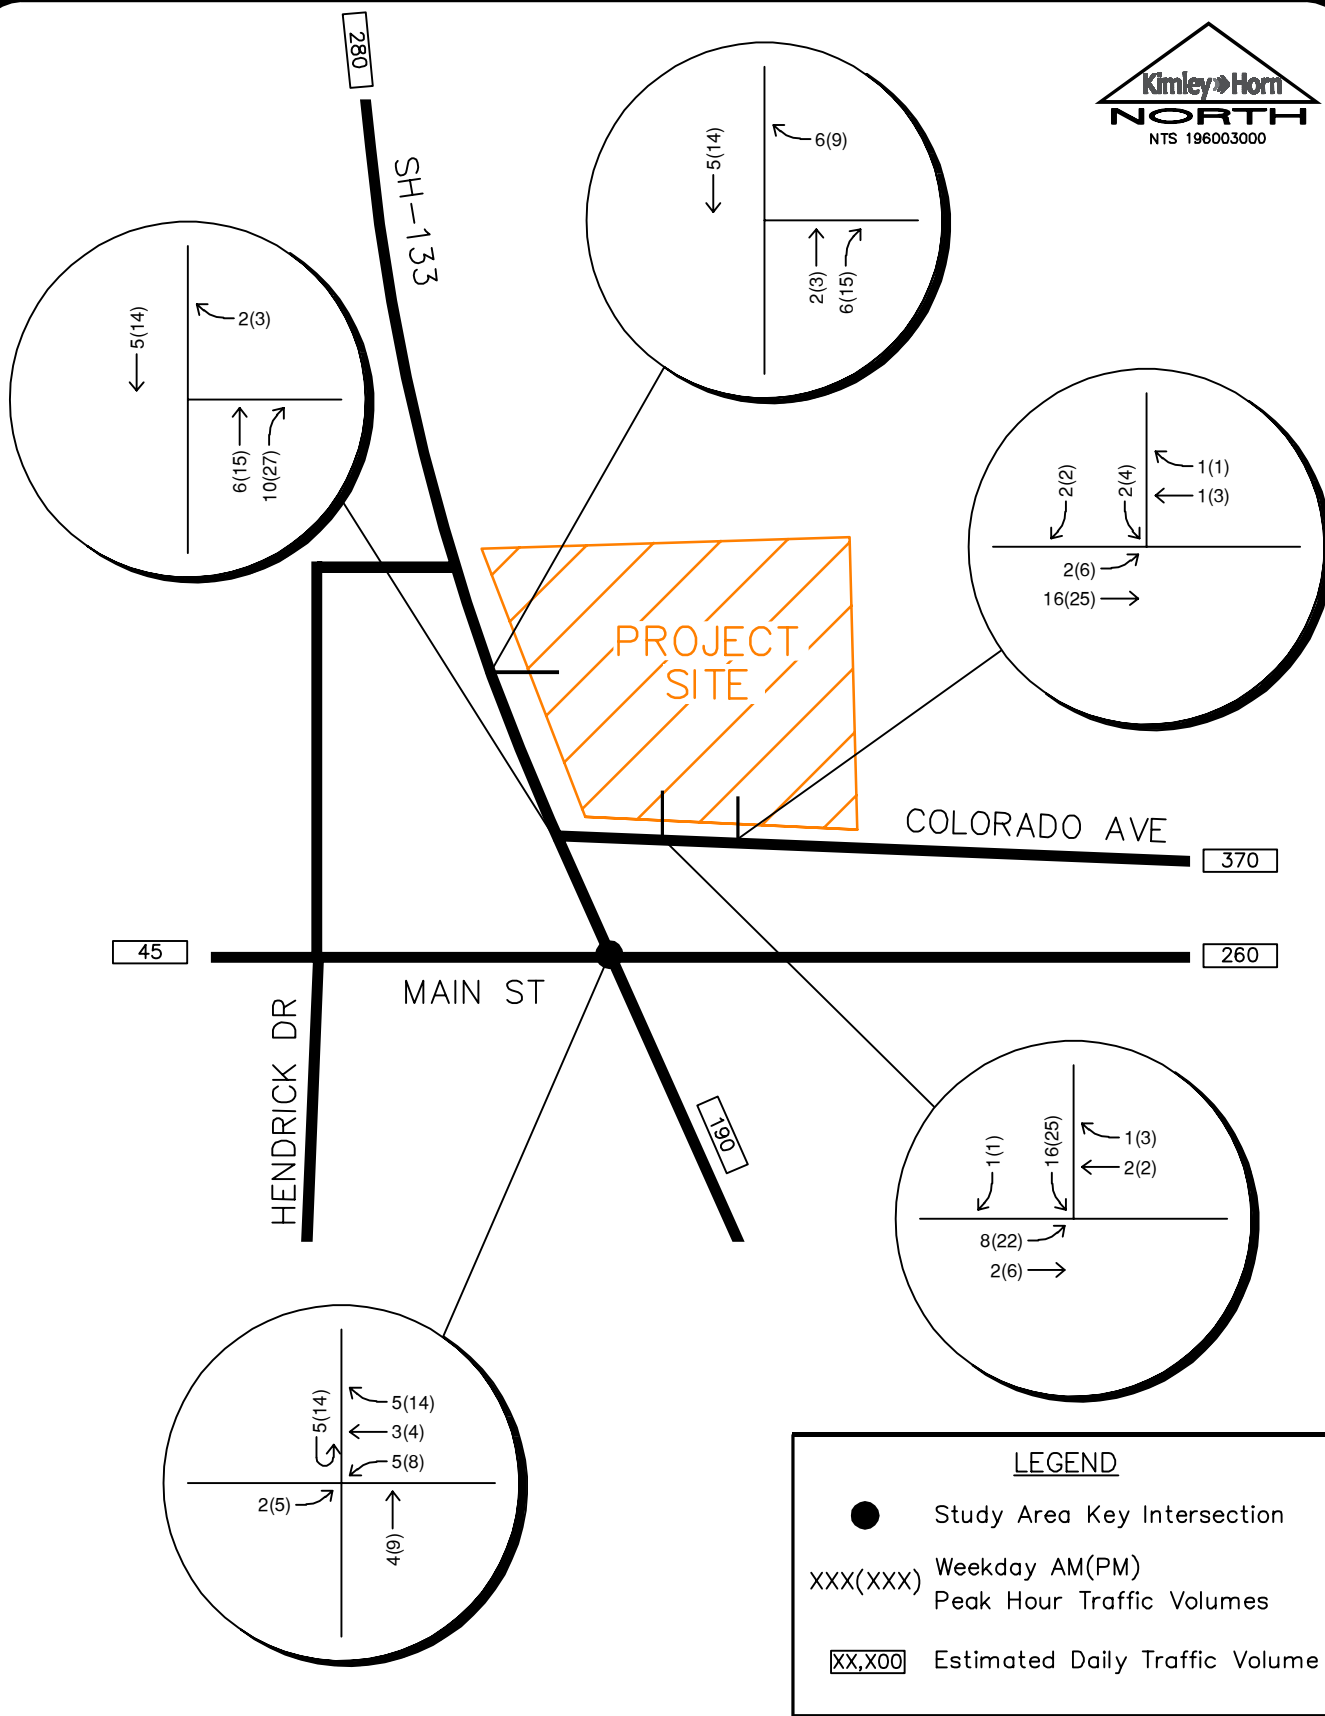 280
Kimley»Horn
NORTH
NTS 196003000
SH-133
5(14)
6(9)
2(3)
6(15)
5(14)
2(3)
6(15)
10(27)
2(2)
2(4)
1(1)
1(3)
2(6)
16(25)
PROJECT
SITE
COLORADO AVE
370
45
260
MAIN ST
HENDRICK DR
190
1(1)
16(25)
1(3)
2(2)
8(22)
2(6)
5(14)
5(14)
3(4)
5(8)
2(5)
4(9)
LEGEND
Study Area Key Intersection
XXX(XXX) Weekday AM(PM)
Peak Hour Traffic Volumes
XX,X00 Estimated Daily Traffic Volume